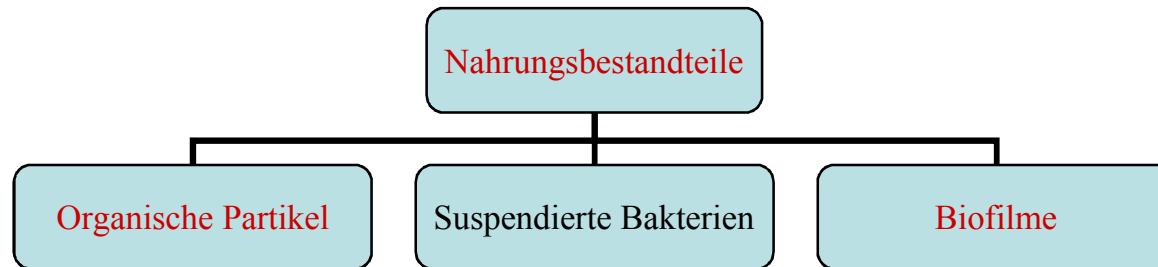 Nahrungsbestandteile
Organische Partikel
Suspendierte Bakterien
Biofilme